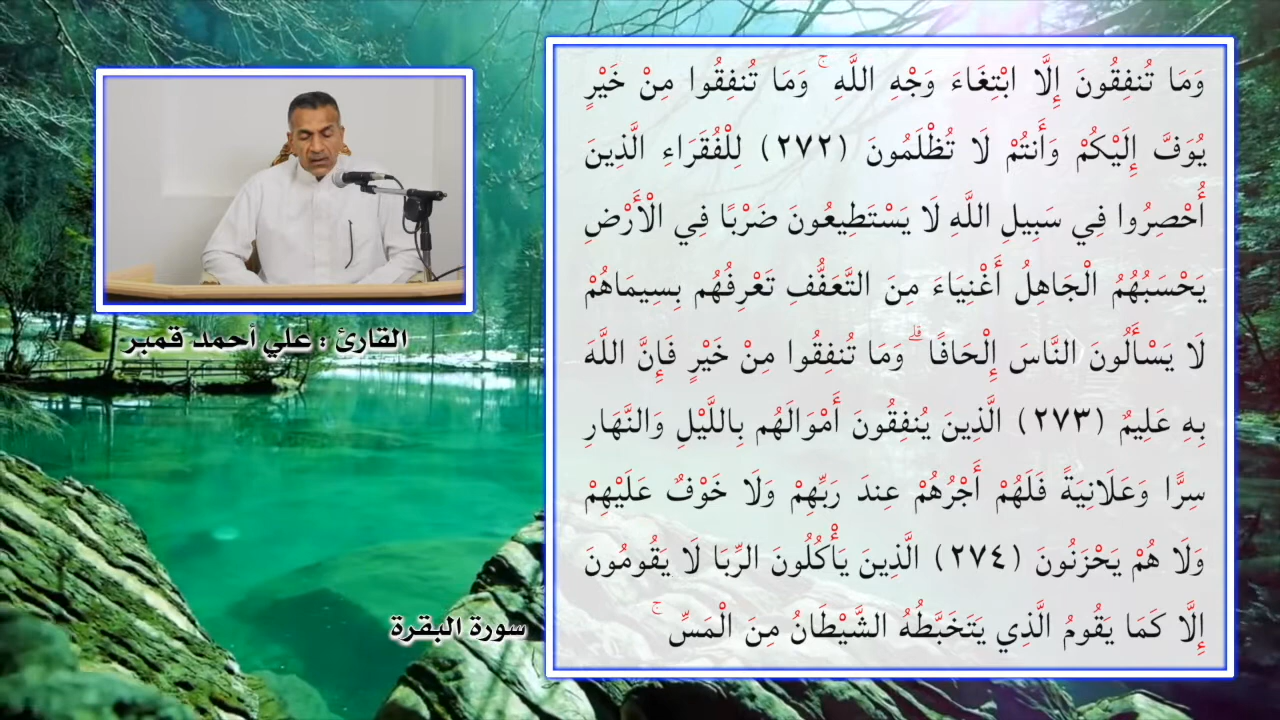 وَمَا تُنفِقُونَ إِلَّا ابْتِغَاءَ وَجْهِ اللَّهِ ۚ وَمَا تُنفِقُوا مِنْ خَيْرٍ
يُوَفَّ إِلَيْكُمْ وَأَنتُمْ لَا تُظْلَمُونَ (٢٧٢) لِلْفُقَرَاءِ الَّذِينَ
أُحْصِرُوا فِي سَبِيلِ اللَّهِ لَا يَسْتَطِيعُونَ ضَرْبًا فِي الْأَرْضِ
يَحْسَبُهُمُ الْجَاهِلُ أَغْنِيَاءَ مِنَ التَّعَفُّفِ تَعْرِفُهُم بِسِيمَاهُمْ
لَا يَسْأَلُونَ النَّاسَ إِلْحَافًا ۗ وَمَا تُنفِقُوا مِنْ خَيْرٍ فَإِنَّ اللَّهَ
بِهِ عَلِيمٌ (٢٧٣) الَّذِينَ يُنفِقُونَ أَمْوَالَهُم بِاللَّيْلِ وَالنَّهَارِ
سِرًّا وَعَلَانِيَةً فَلَهُمْ أَجْرُهُمْ عِندَ رَبِّهِمْ وَلَا خَوْفٌ عَلَيْهِمْ
وَلَا هُمْ يَحْزَنُونَ (٢٧٤) الَّذِينَ يَأْكُلُونَ الرِّبَا لَا يَقُومُونَ
إِلَّا كَمَا يَقُومُ الَّذِي يَتَخَبَّطُهُ الشَّيْطَانُ مِنَ الْمَسِّ ۚ
القارئ : علي أحمد قمبر
سورة البقرة